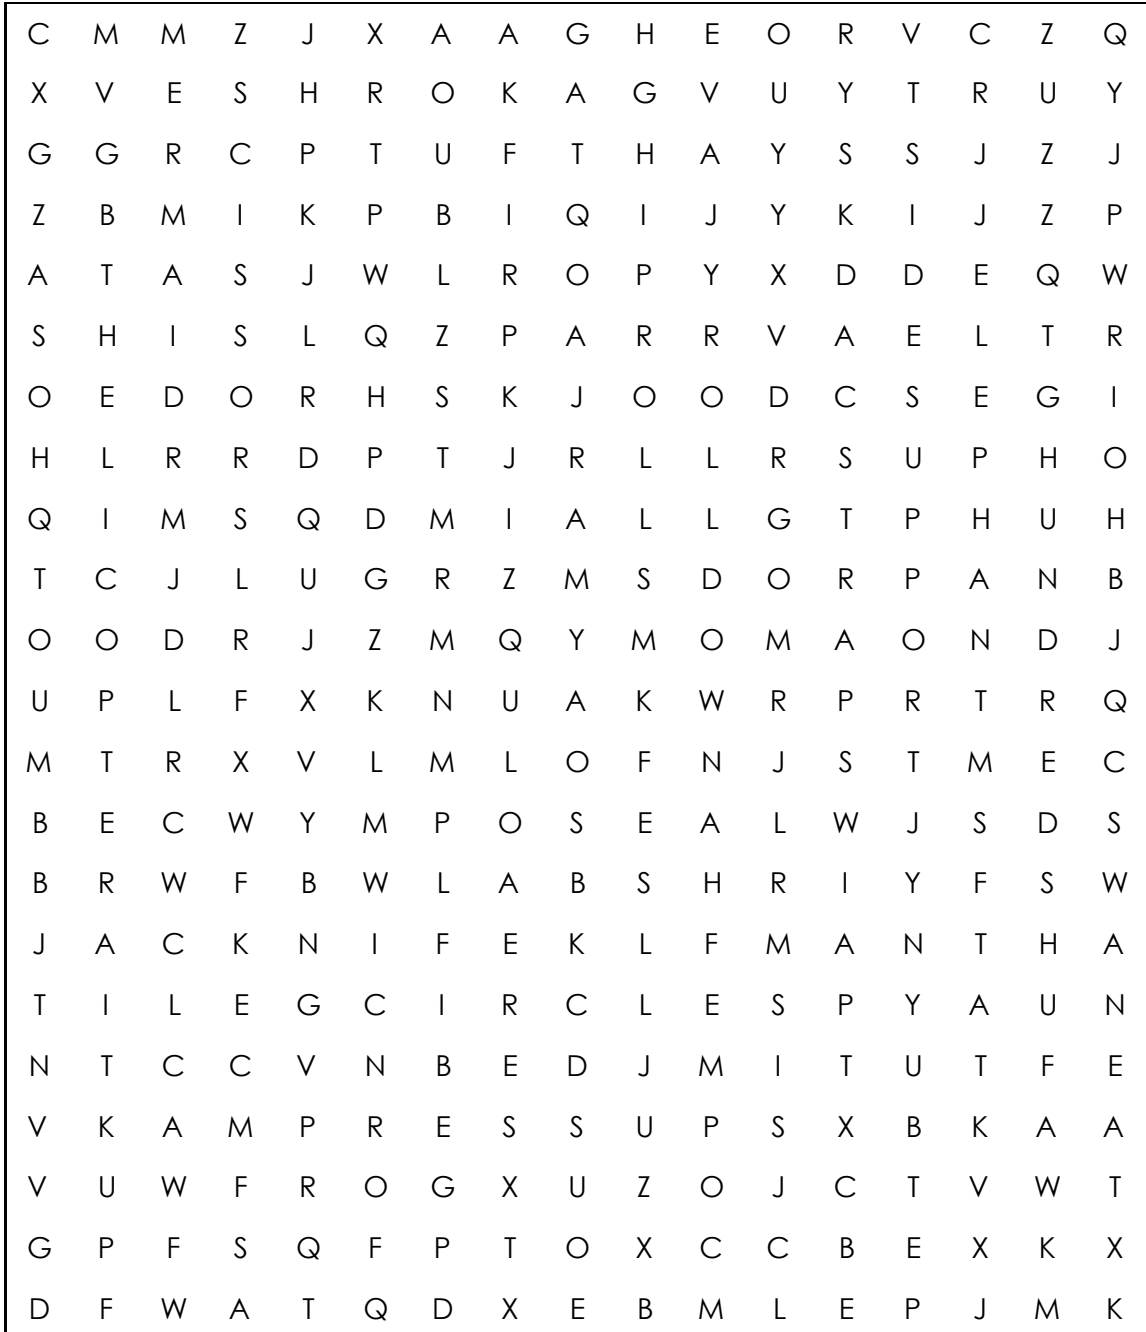 C M M Z J X A A G H E O R V C Z Q
X V E S H R O K A G V U Y T R U Y
G G R C P T U F T H A Y S S J Z J
Z B M I K P B I Q I J Y K I J Z P
A T A S J W L R O P Y X D D E Q W
S H I S L Q Z P A R R V A E L T R
O E D O R H S K J O O D C S E G I
H L R R D P T J R L L R S U P H O
Q I M S Q D M I A L L G T P H U H
T C J L U G R Z M S D O R P A N B
O O D R J Z M Q Y M O M A O N D J
U P L F X K N U A K W R P R T R Q
M T R X V L M L O F N J S T M E C
B E C W Y M P O S E A L W J S D S
B R W F B W L A B S H R I Y F S W
J A C K N I F E K L F M A N T H A
T I L E G C I R C L E S P Y A U N
N T C C V N B E D J M I T U T F E
V K A M P R E S S U P S X B K A A
V U W F R O G X U Z O J C T V W T
G P F S Q F P T O X C C B E X K X
D F W A T Q D X E B M L E P J M K